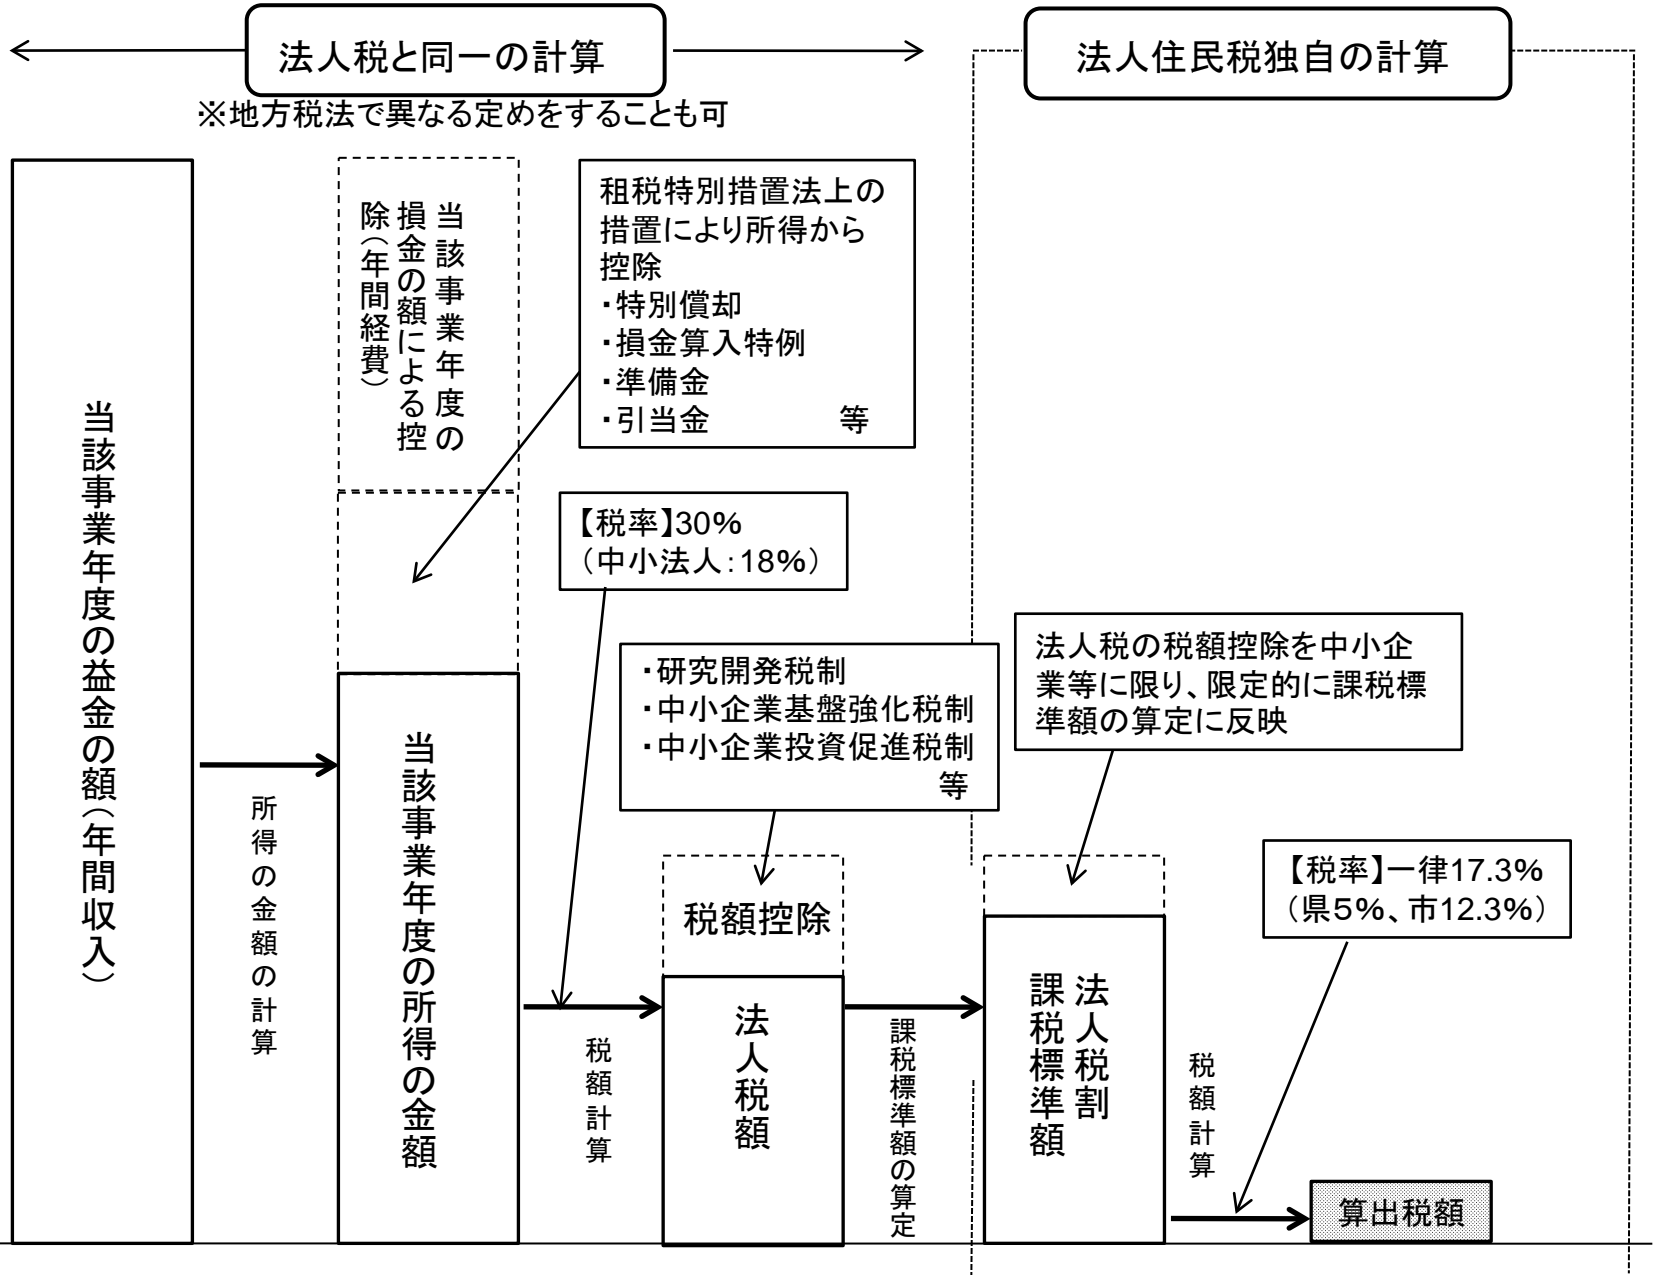 法人税と同一の計算
法人住民税独自の計算
※地方税法で異なる定めをすることも可
当該事業年度の益金の額（年間収入）
所得の金額の計算
当該事業年度の
損金の額による控
除（年間経費）
租税特別措置法上の
措置により所得から
控除
・特別償却
・損金算入特例
・準備金
・引当金　　　　等
当該事業年度の所得の金額
【税率】30%
（中小法人：18%）
税額計算
・研究開発税制
・中小企業基盤強化税制
・中小企業投資促進税制
等
税額控除
法人税額
課税標準額の算定
法人税の税額控除を中小企
業等に限り、限定的に課税標
準額の算定に反映
法人税割
課税標準額
税額計算
【税率】一律17.3%
（県５%、市12.3%）
算出税額